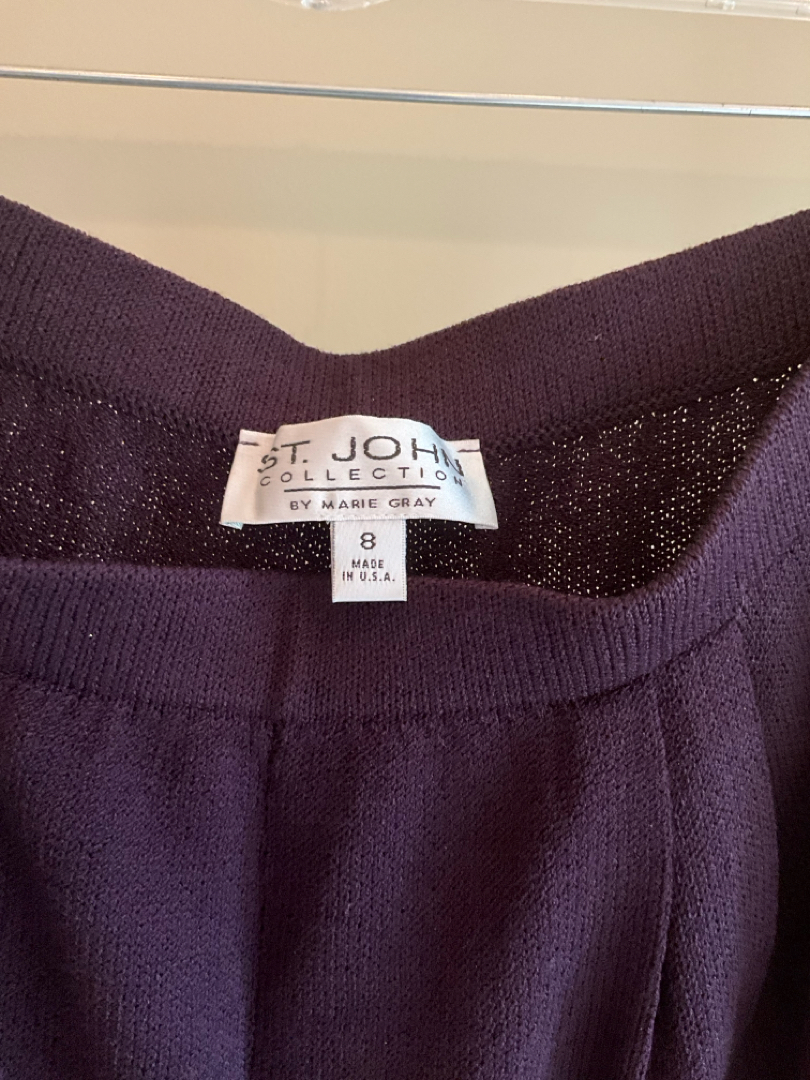 ST. JOHN
COLLECTION
BY MARIE GRAY
8
MADE
IN U.S.A.